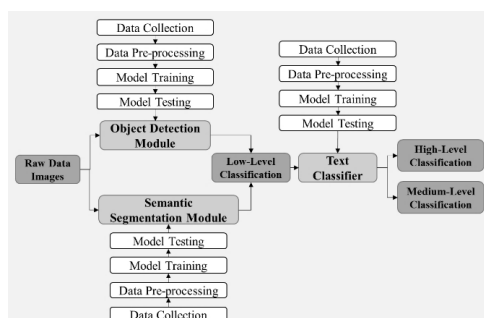 Data Collection
Data Pre-processing
Model Training
Model Testing
Object Detection
Module
Data Collection
Data Pre-processing
Model Training
Model Testing
Raw Data
Images
Low-Level
Classification
Text
Classifier
High-Level
Classification
Medium-Level
Classification
Semantic
Segmentation Module
Model Testing
Model Training
Data Pre-processing
Data Collection